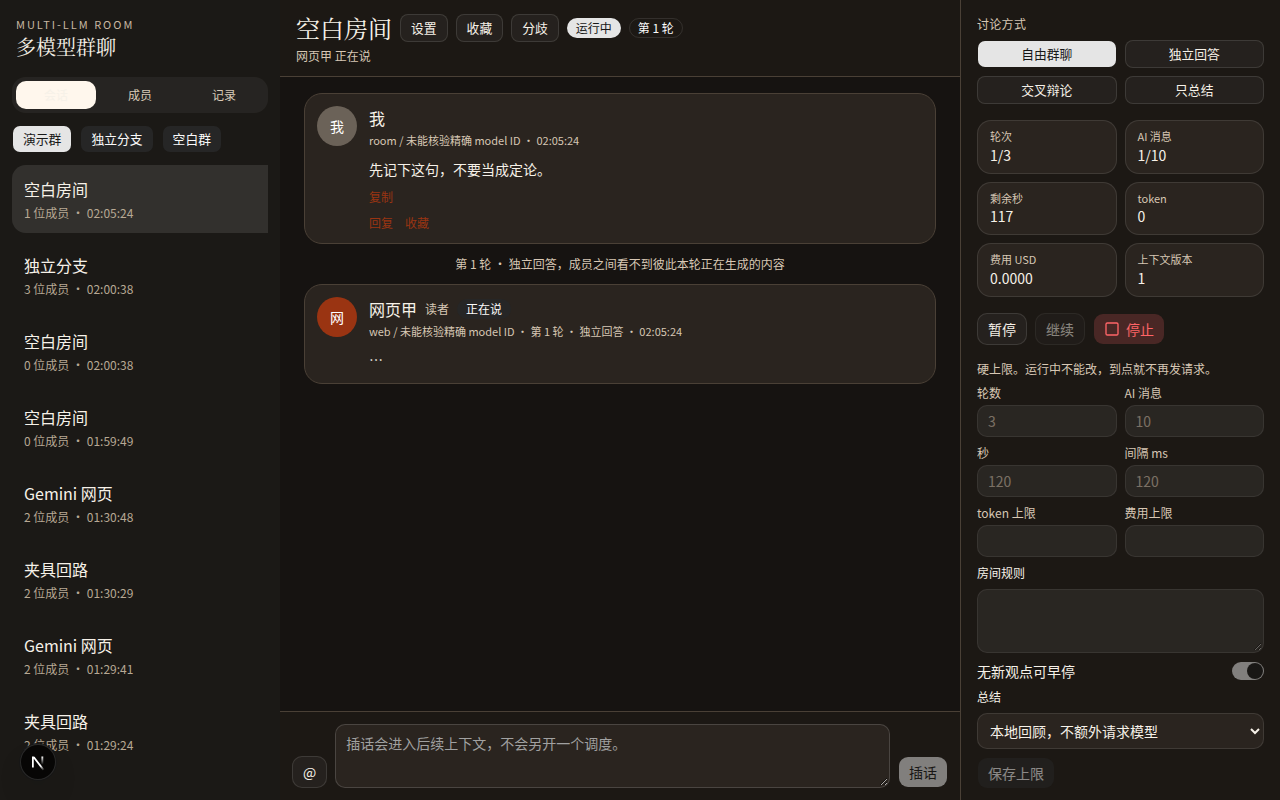 MULTI-LLM ROOM
多模型群聊
成员
记录
演示群
独立分支
空白群
空白房间
1 位成员 · 02:05:24
独立分支
3 位成员 · 02:00:38
空白房间
0 位成员 · 02:00:38
空白房间
0 位成员 · 01:59:49
Gemini 网页
2 位成员 · 01:30:48
夹具回路
2 位成员 · 01:30:29
Gemini 网页
2 位成员 · 01:29:41
夹具回路
2 位成员 · 01:29:24
N
空白房间
设置
收藏
分歧
运行中
第 1 轮
网页甲 正在说
我
我
room / 未能核验精确 model ID · 02:05:24
先记下这句，不要当成定论。
复制
回复 收藏
第 1 轮 · 独立回答，成员之间看不到彼此本轮正在生成的内容
网
网页甲 读者 正在说
web / 未能核验精确 model ID · 第 1 轮 · 独立回答 · 02:05:24
…
@
插话会进入后续上下文，不会另开一个调度。
插话
讨论方式
自由群聊
独立回答
交叉辩论
只总结
轮次
1/3
AI 消息
1/10
剩余秒
117
token
0
费用 USD
0.0000
上下文版本
1
暂停
继续
停止
硬上限。运行中不能改，到点就不再发请求。
轮数
3
AI 消息
10
秒
120
间隔 ms
120
token 上限
费用上限
房间规则
无新观点可早停
总结
本地回顾，不额外请求模型
保存上限